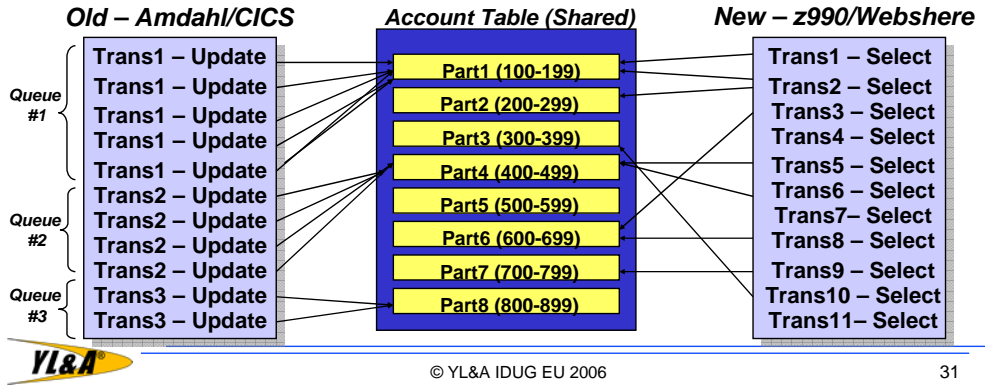 Old – Amdahl/CICS
Account Table (Shared)
New – z990/Webshere
Queue
#1
Queue
#2
Queue
#3
Trans1 – Update
Trans1 – Update
Trans1 – Update
Trans1 – Update
Trans1 – Update
Trans2 – Update
Trans2 – Update
Trans2 – Update
Trans2 – Update
Trans3 – Update
Trans3 – Update
Part1 (100-199)
Part2 (200-299)
Part3 (300-399)
Part4 (400-499)
Part5 (500-599)
Part6 (600-699)
Part7 (700-799)
Part8 (800-899)
Trans1 – Select
Trans2 – Select
Trans3 – Select
Trans4 – Select
Trans5 – Select
Trans6 – Select
Trans7– Select
Trans8 – Select
Trans9 – Select
Trans10 – Select
Trans11– Select
YL&A®
© YL&A IDUG EU 2006
31